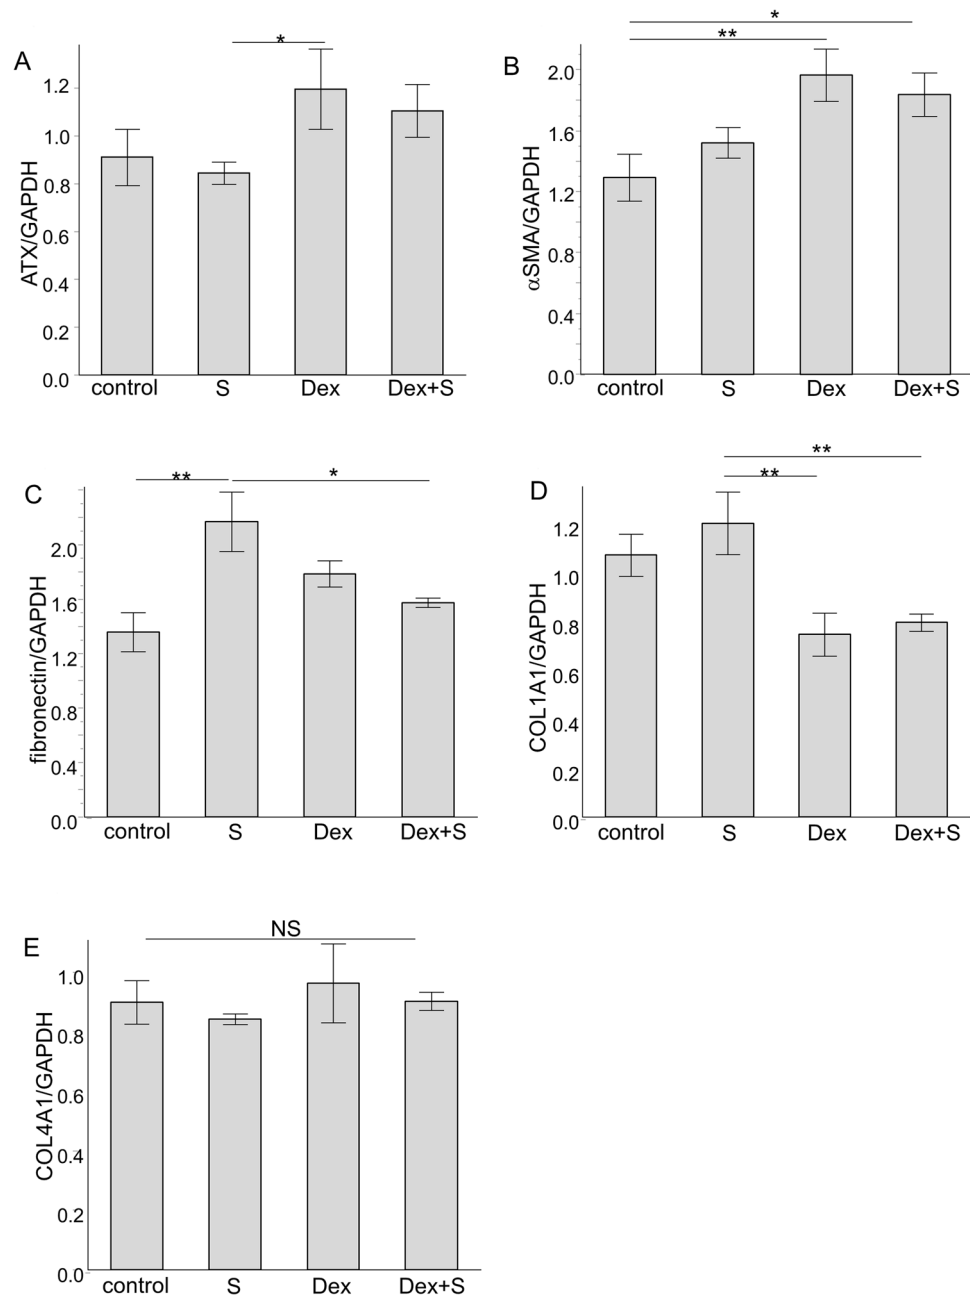 A
*
ATX/GAPDH
1.2
1.0
0.8
0.6
0.4
0.2
0.0
control S Dex Dex+S
B
*
**
αSMA/GAPDH
2.0
1.6
1.2
0.8
0.4
0.0
control S Dex Dex+S
C
** *
fibronectin/GAPDH
2.0
1.6
1.2
0.8
0.4
0.0
control S Dex Dex+S
D
**
**
COL1A1/GAPDH
1.2
1.0
0.8
0.6
0.4
0.2
0.0
control S Dex Dex+S
E
NS
COL4A1/GAPDH
1.0
0.8
0.6
0.4
0.2
0.0
control S Dex Dex+S